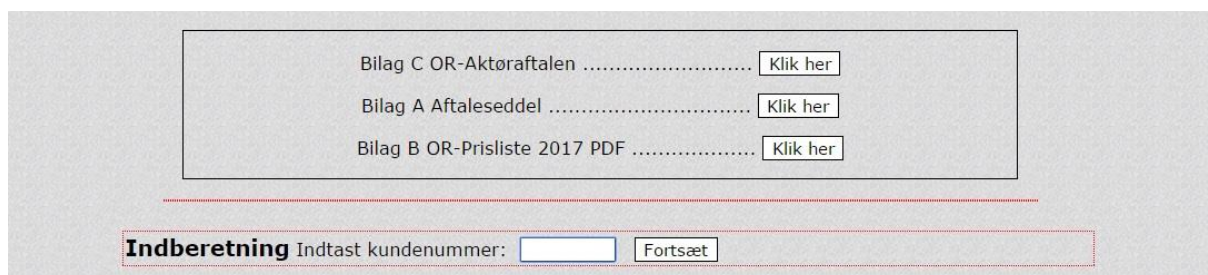 Bilag C OR-Aktøraftalen .......................... Klik her
Bilag A Aftaleseddel ............................... Klik her
Bilag B OR-Prisliste 2017 PDF ................... Klik her
Indberetning Indtast kundenummer: Fortsæt